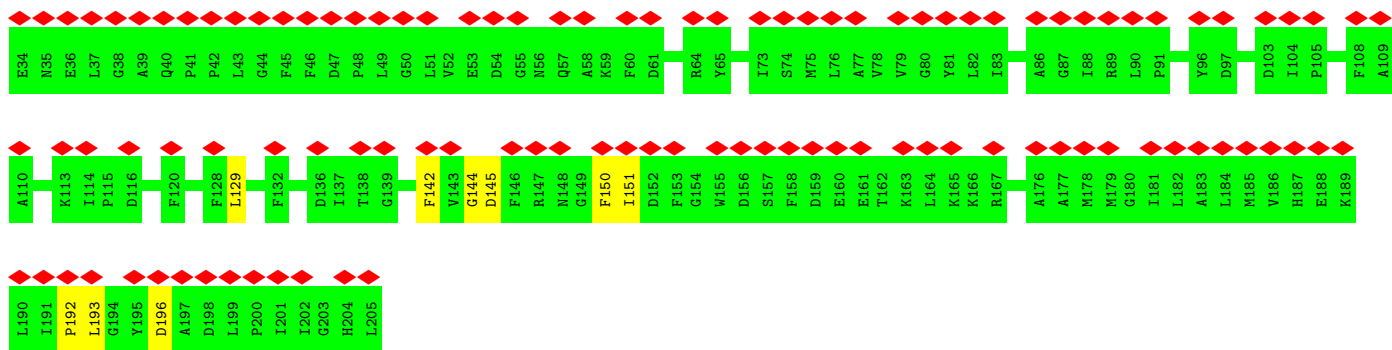 E34 N35 E36 L37 G38 A39 Q40 P41 P42 L43 G44 F45 F46 D47 P48 L49 G50 L51 V52 E53 D54 G55 N56 Q57 A58 K59 F60 D61 R64 Y65 I73 S74 M75 L76 A77 V78 V79 G80 Y81 L82 I83 A86 G87 I88 R89 L90 P91 Y96 D97 D103 I104 P105 F108 A109
A110 K113 I114 P115 D116 F120 F128 L129 F132 D136 I137 T138 G139 F142 V143 G144 D145 F146 R147 N148 G149 F150 I151 D152 F153 G154 W155 D156 S157 F158 D159 E160 E161 T162 K163 L164 K165 K166 R167 A176 A177 M178 M179 G180 I181 L182 A183 L184 M185 V186 H187 E188 K189
L190 I191 P192 L193 G194 Y195 D196 A197 D198 L199 P200 I201 I202 G203 H204 L205